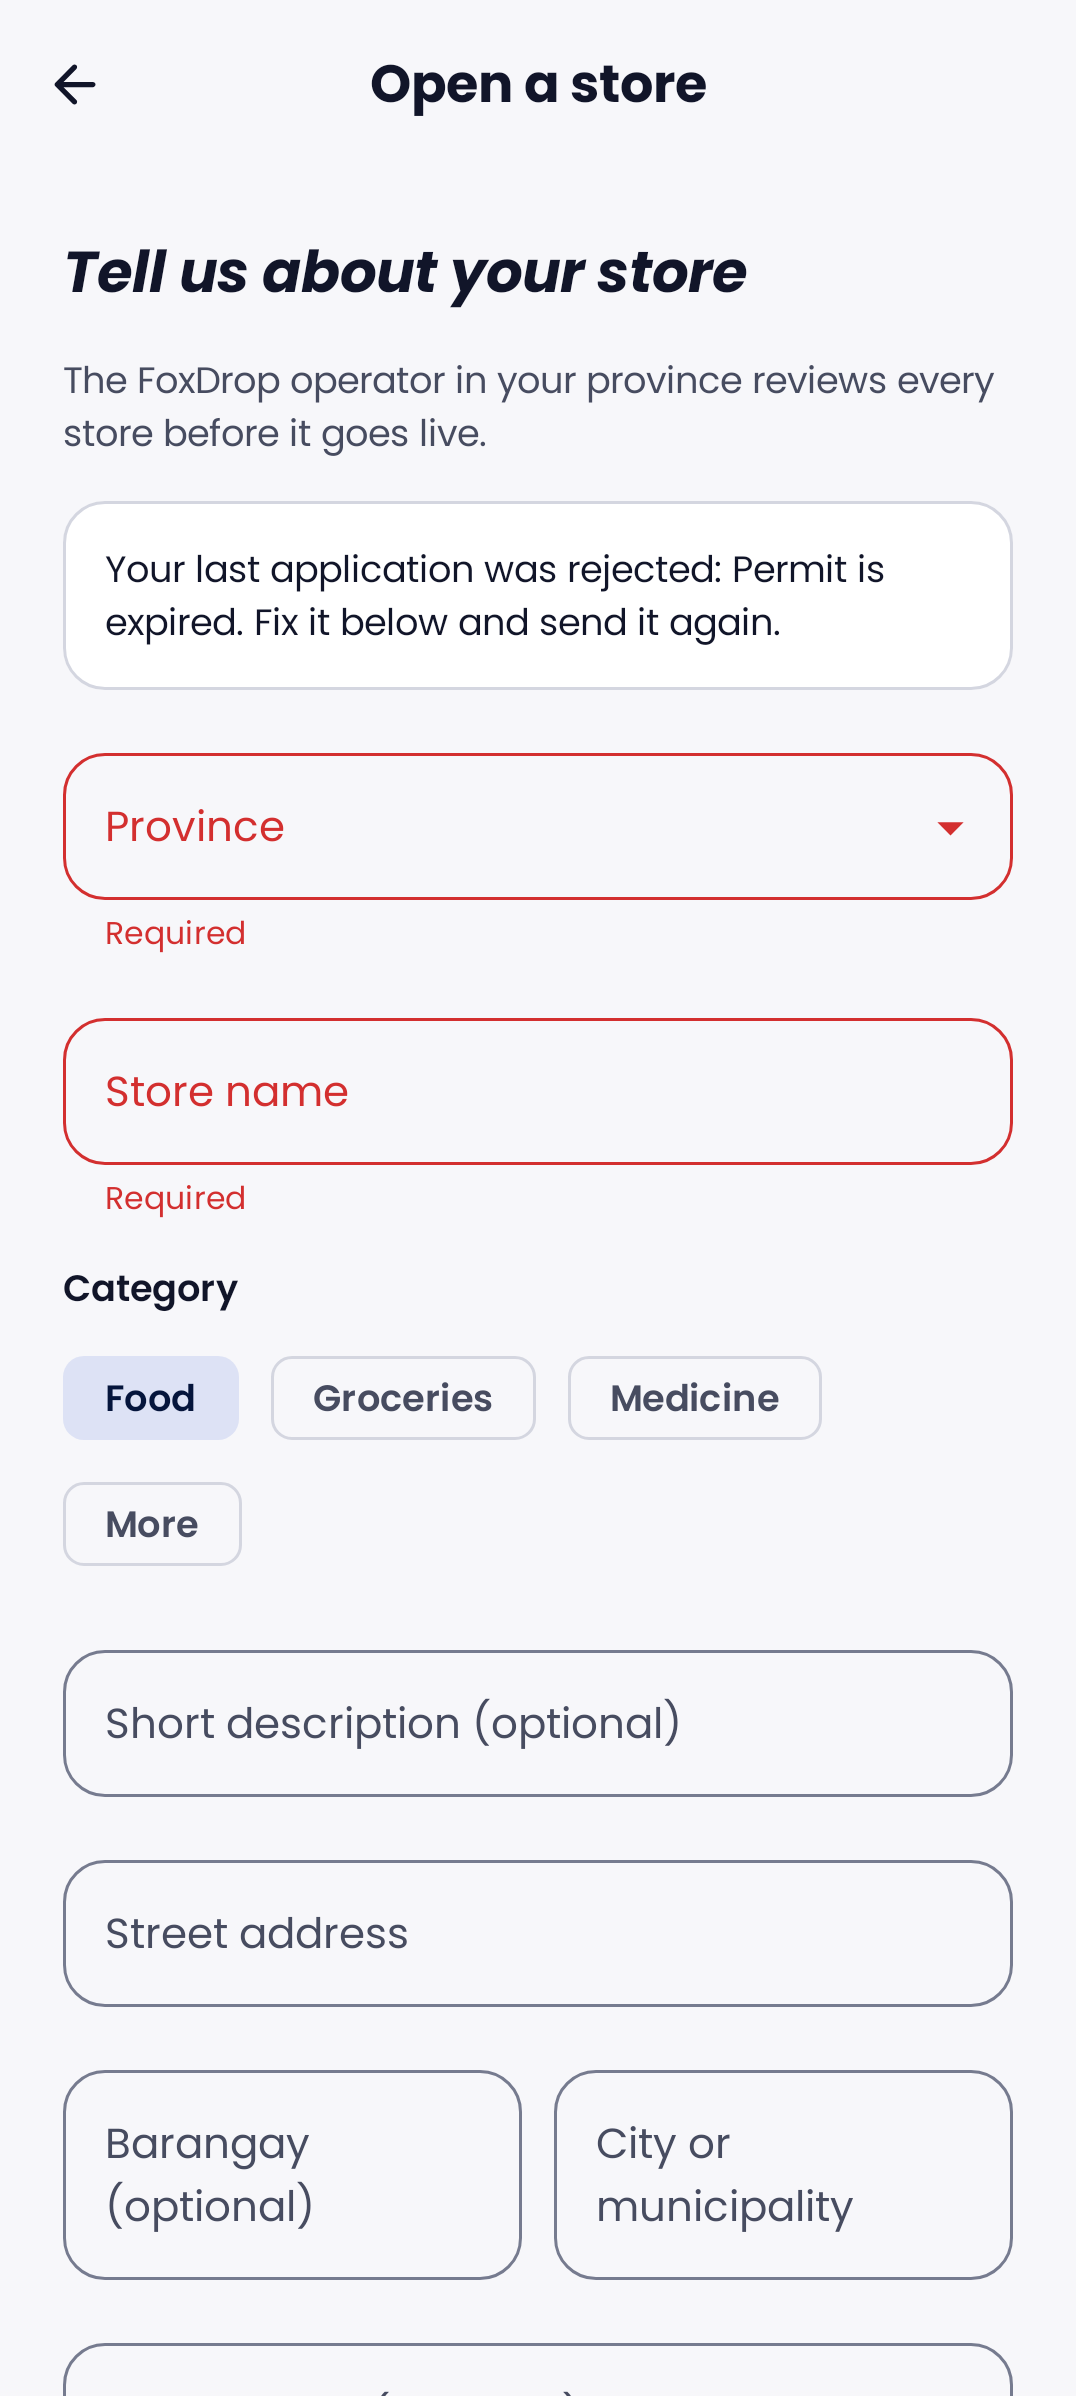 Open a store
Tell us about your store
The FoxDrop operator in your province reviews every
store before it goes live.
Your last application was rejected: Permit is
expired. Fix it below and send it again.
Province
Required
Store name
Required
Category
Food
Groceries
Medicine
More
Short description (optional)
Street address
Barangay
(optional)
City or
municipality